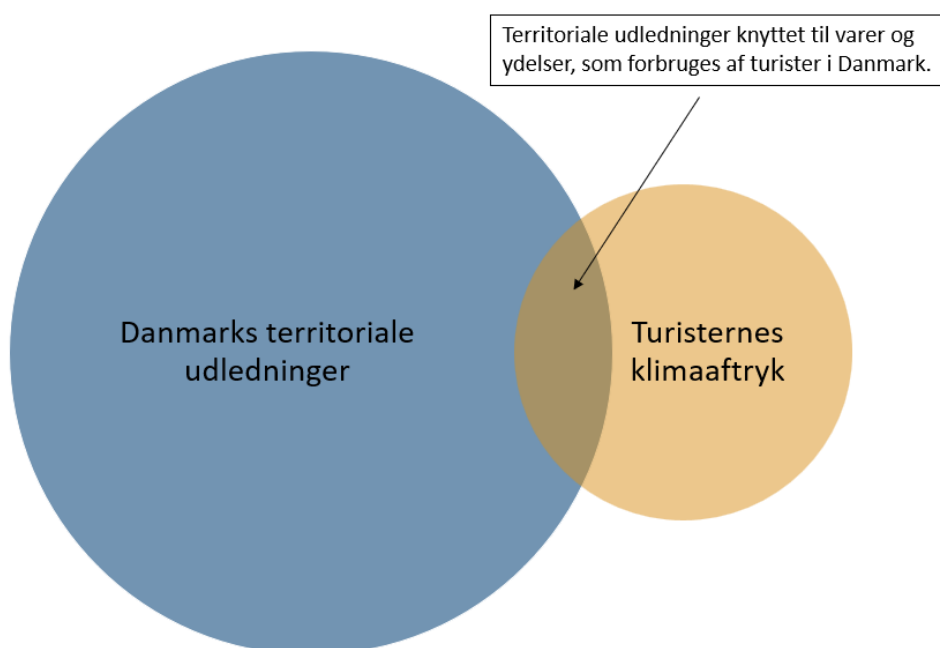 Territoriale udledninger knyttet til varer og
ydelser, som forbruges af turister i Danmark.
Danmarks territoriale
udledninger
Turisternes
klimaaftryk